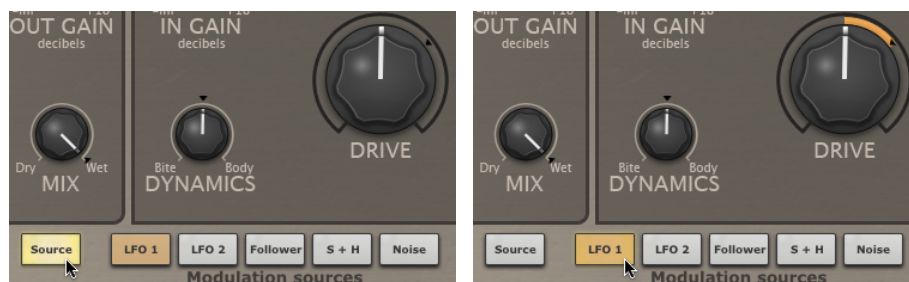 OUT GAIN
decibels
IN GAIN
decibels
DRIVE
Dry
Wet
MIX
Bite
Body
DYNAMICS
Source
LFO 1
LFO 2
Follower
S + H
Noise
Modulation sources
OUT GAIN
decibels
IN GAIN
decibels
DRIVE
Dry
Wet
MIX
Bite
Body
DYNAMICS
Source
LFO 1
LFO 2
Follower
S + H
Noise
Modulation sources